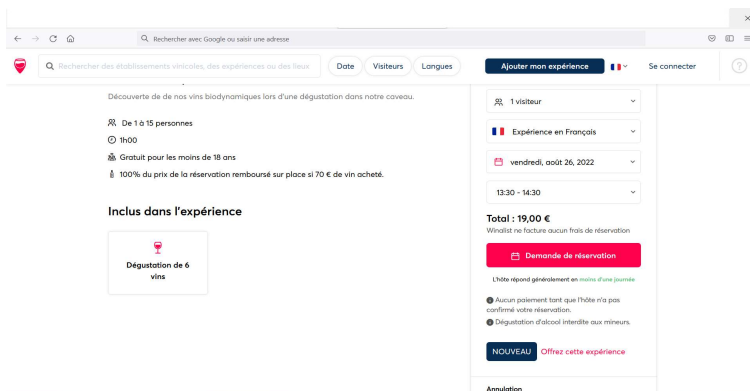 Rechercher avec Google ou saisir une adresse
Rechercher des établissements vinicoles, des expériences ou des lieux
Date
Visiteurs
Langues
Ajouter mon expérience
Se connecter
Découverte de de nos vins biodynamiques lors d'une dégustation dans notre caveau.
De 1 à 15 personnes
1h00
Gratuit pour les moins de 18 ans
100% du prix de la réservation remboursé sur place si 70 € de vin acheté.
Inclus dans l'expérience
Dégustation de 6
vins
1 visiteur
Expérience en Français
vendredi, août 26, 2022
13:30 - 14:30
Total : 19,00 €
Winalist ne facture aucun frais de réservation
Demande de réservation
L'hôte répond généralement en moins d'une journée
Aucun paiement tant que l'hôte n'a pas
confirmé votre réservation.
Dégustation d'alcool interdite aux mineurs.
NOUVEAU Offrez cette expérience
Annulation